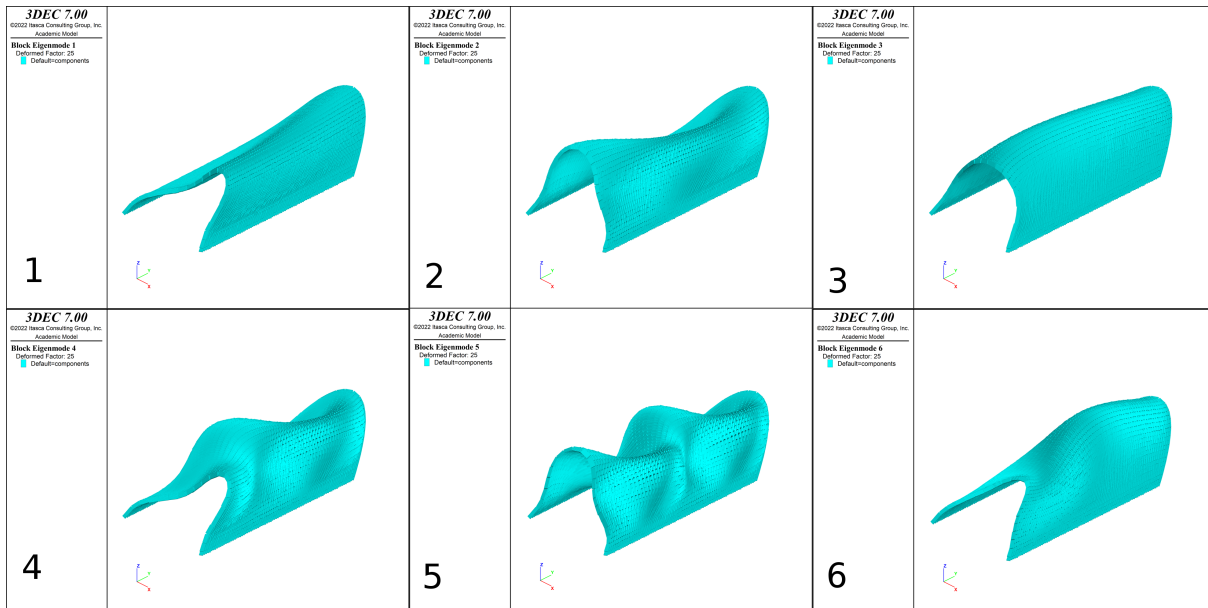 3DEC 7.00
©2022 Itasca Consulting Group, Inc.
Academic Model
Block Eigenmode 1
Deformed Factor: 25
Default=components
Z
Y
X
1
3DEC 7.00
©2022 Itasca Consulting Group, Inc.
Academic Model
Block Eigenmode 2
Deformed Factor: 25
Default=components
Z
Y
X
2
3DEC 7.00
©2022 Itasca Consulting Group, Inc.
Academic Model
Block Eigenmode 3
Deformed Factor: 25
Default=components
Z
Y
X
3
3DEC 7.00
©2022 Itasca Consulting Group, Inc.
Academic Model
Block Eigenmode 4
Deformed Factor: 25
Default=components
Z
Y
X
4
3DEC 7.00
©2022 Itasca Consulting Group, Inc.
Academic Model
Block Eigenmode 5
Deformed Factor: 25
Default=components
Z
Y
X
5
3DEC 7.00
©2022 Itasca Consulting Group, Inc.
Academic Model
Block Eigenmode 6
Deformed Factor: 25
Default=components
Z
Y
X
6